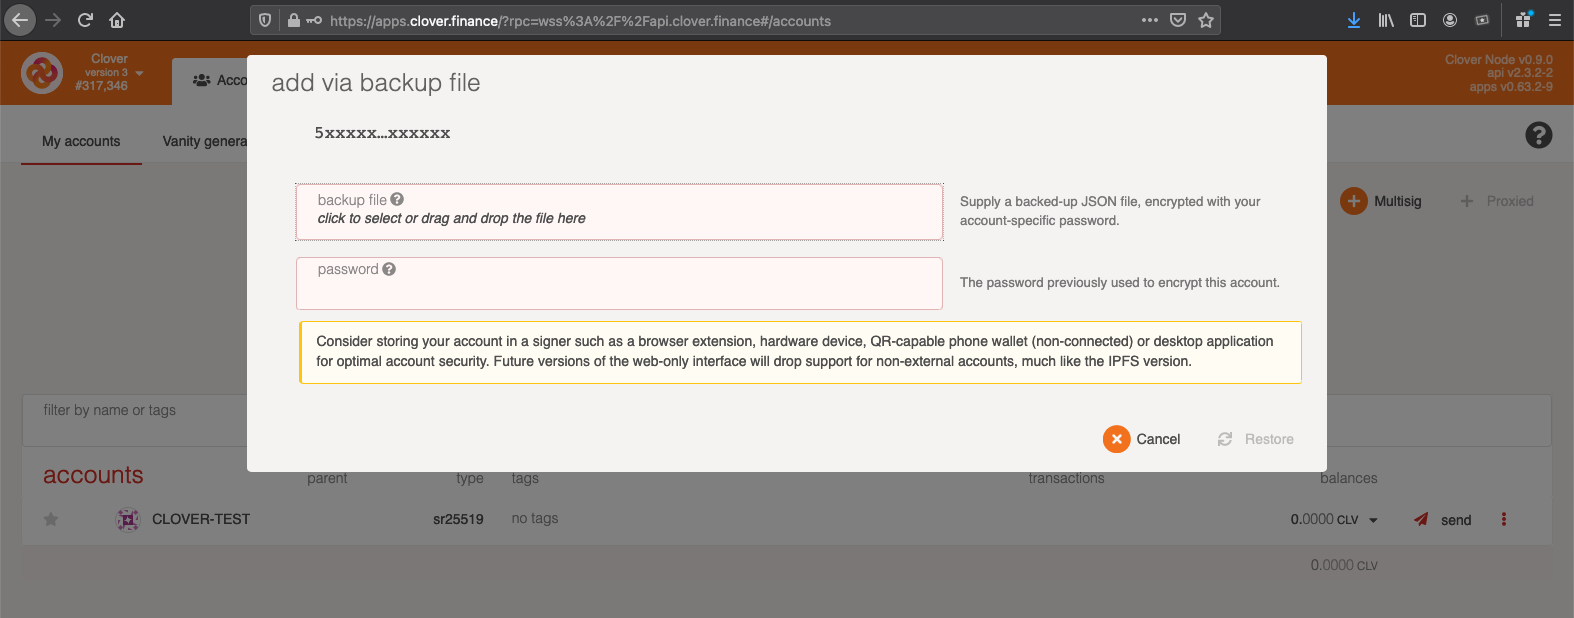 https://apps.clover.finance/?rpc=wss%3A%2F%2Fapi.clover.finance#/accounts
Clover
version 3
#317,346
Acco
Clover Node v0.9.0
api v2.3.2-2
apps v0.63.2-9
My accounts
Vanity genera
add via backup file
5xxxxx…xxxxxx
backup file
click to select or drag and drop the file here
Supply a backed-up JSON file, encrypted with your
account-specific password.
Multisig
Proxied
password
The password previously used to encrypt this account.
Consider storing your account in a signer such as a browser extension, hardware device, QR-capable phone wallet (non-connected) or desktop application
for optimal account security. Future versions of the web-only interface will drop support for non-external accounts, much like the IPFS version.
Cancel
Restore
filter by name or tags
accounts
parent
type
tags
transactions
balances
CLOVER-TEST
sr25519
no tags
0.0000 CLV
send
0.0000 CLV